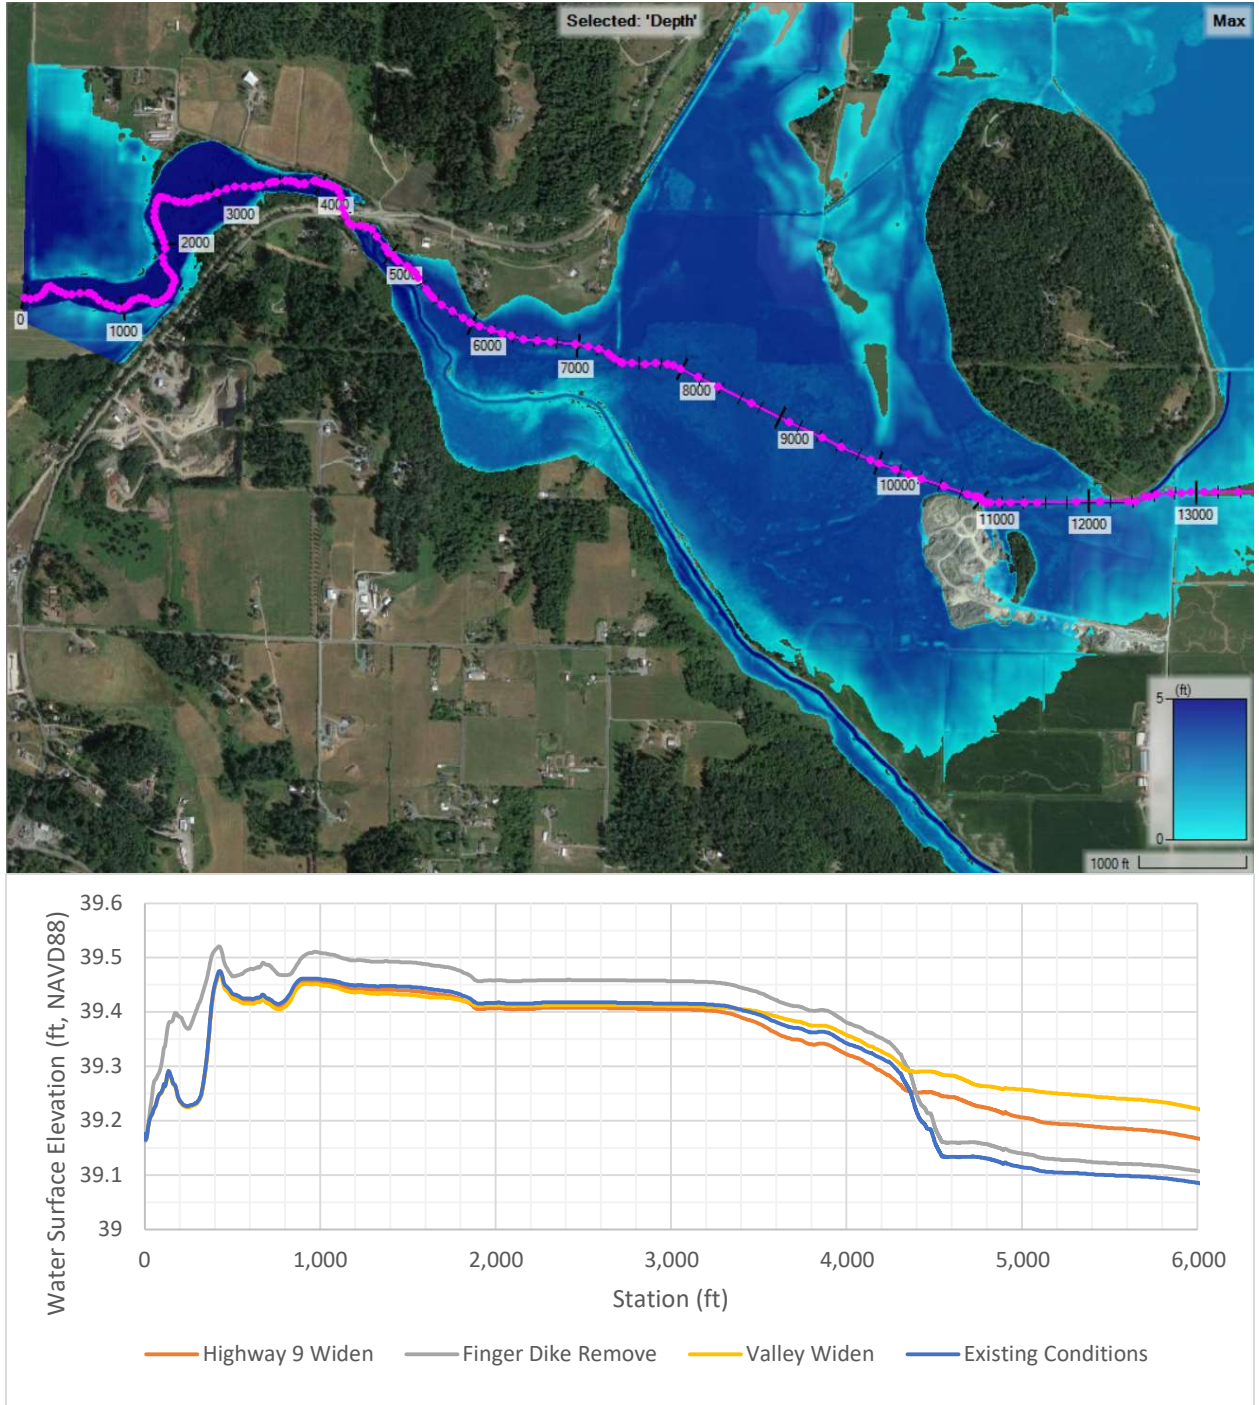 Selected: 'Depth'
Max
0
1000
2000
3000
4000
5000
6000
7000
8000
9000
10000
11000
12000
13000
(ft)
5
0
1000 ft
Water Surface Elevation (ft, NAVD88)
39.6
39.5
39.4
39.3
39.2
39.1
39
0 1,000 2,000 3,000 4,000 5,000 6,000
Station (ft)
Highway 9 Widen Finger Dike Remove Valley Widen Existing Conditions